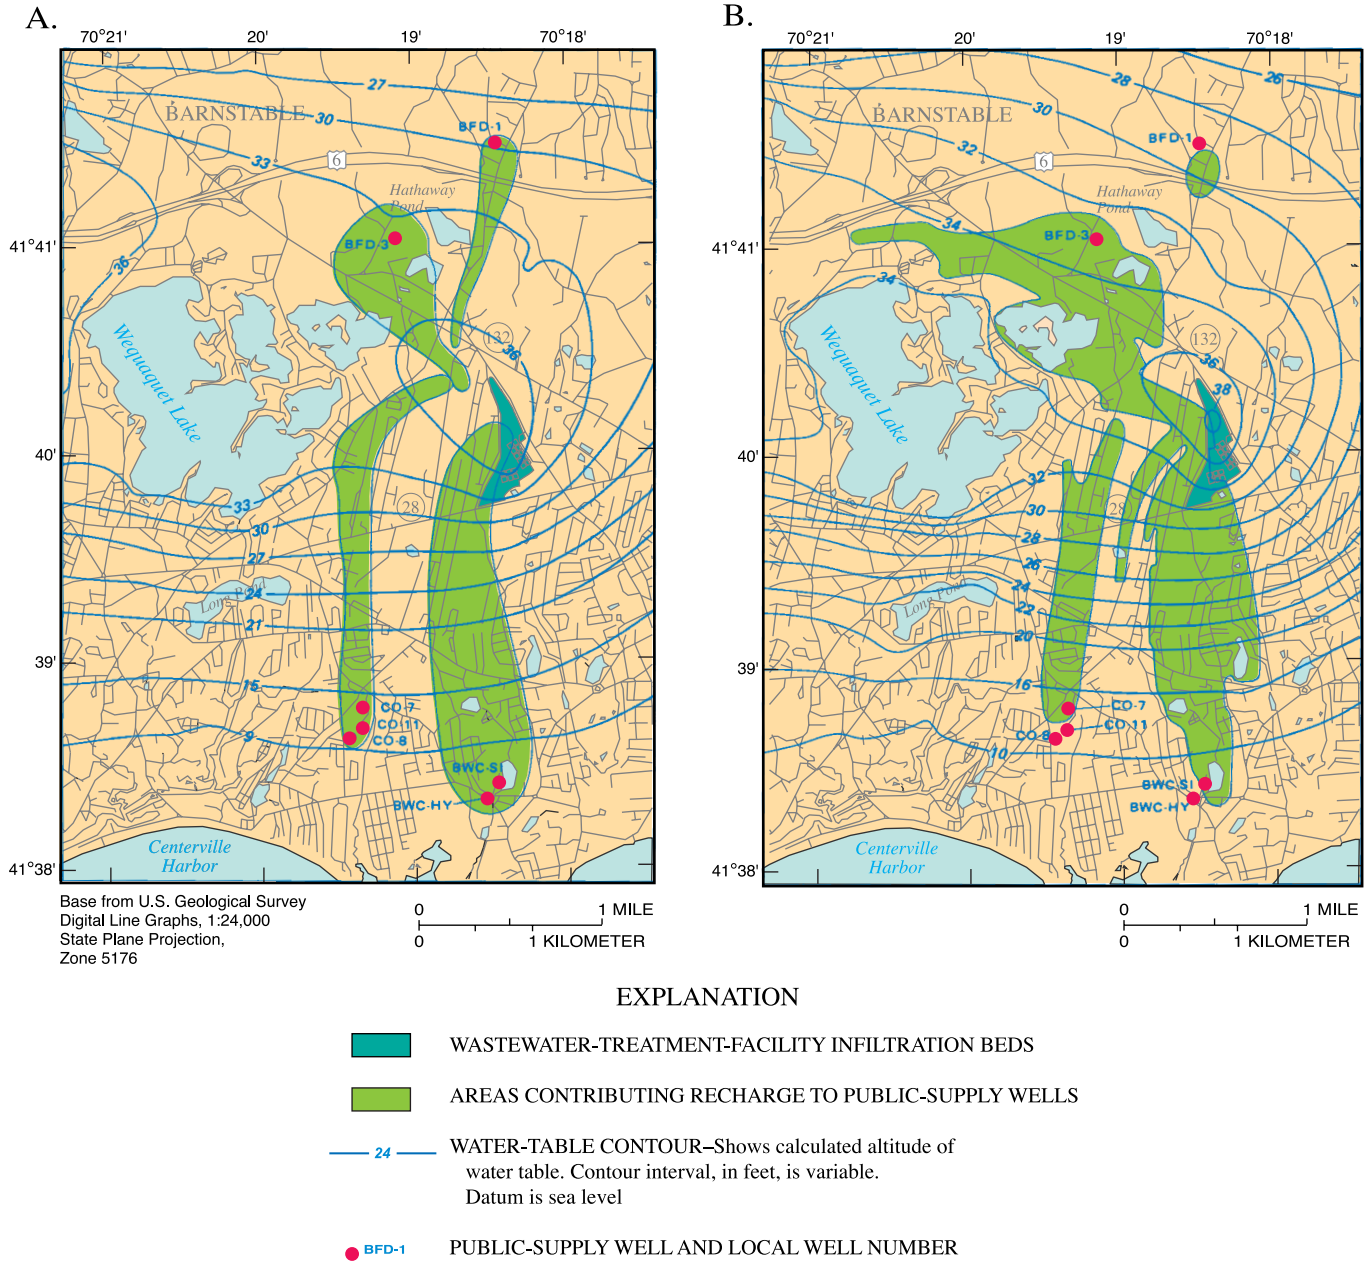 A.
70°21'
20'
19'
70°18'
27
BARNSTABLE
30
BFD-1
6
33
Hathaway
Pond
41°41'
BFD-3
36
132
36
Wequaquet Lake
40'
33
28
30
27
Long Pond
24
21
39'
15
CO-7
CO-11
9
CO-8
BWC-SI
BWC-HY
Centerville
Harbor
41°38'
Base from U.S. Geological Survey
Digital Line Graphs, 1:24,000
State Plane Projection,
Zone 5176
0
1 MILE
0
1 KILOMETER
B.
70°21'
20'
19'
70°18'
28
26
BARNSTABLE
30
BFD-1
32
6
Hathaway
Pond
34
41°41'
BFD-3
34
132
36
38
Wequaquet Lake
40'
32
30
28
28
26
24
Long Pond
22
20
39'
16
CO-7
CO-11
CO-8
10
BWC-SI
BWC-HY
Centerville
Harbor
41°38'
0
1 MILE
0
1 KILOMETER
EXPLANATION
WASTEWATER-TREATMENT-FACILITY INFILTRATION BEDS
AREAS CONTRIBUTING RECHARGE TO PUBLIC-SUPPLY WELLS
24
WATER-TABLE CONTOUR–Shows calculated altitude of
water table. Contour interval, in feet, is variable.
Datum is sea level
BFD-1
PUBLIC-SUPPLY WELL AND LOCAL WELL NUMBER